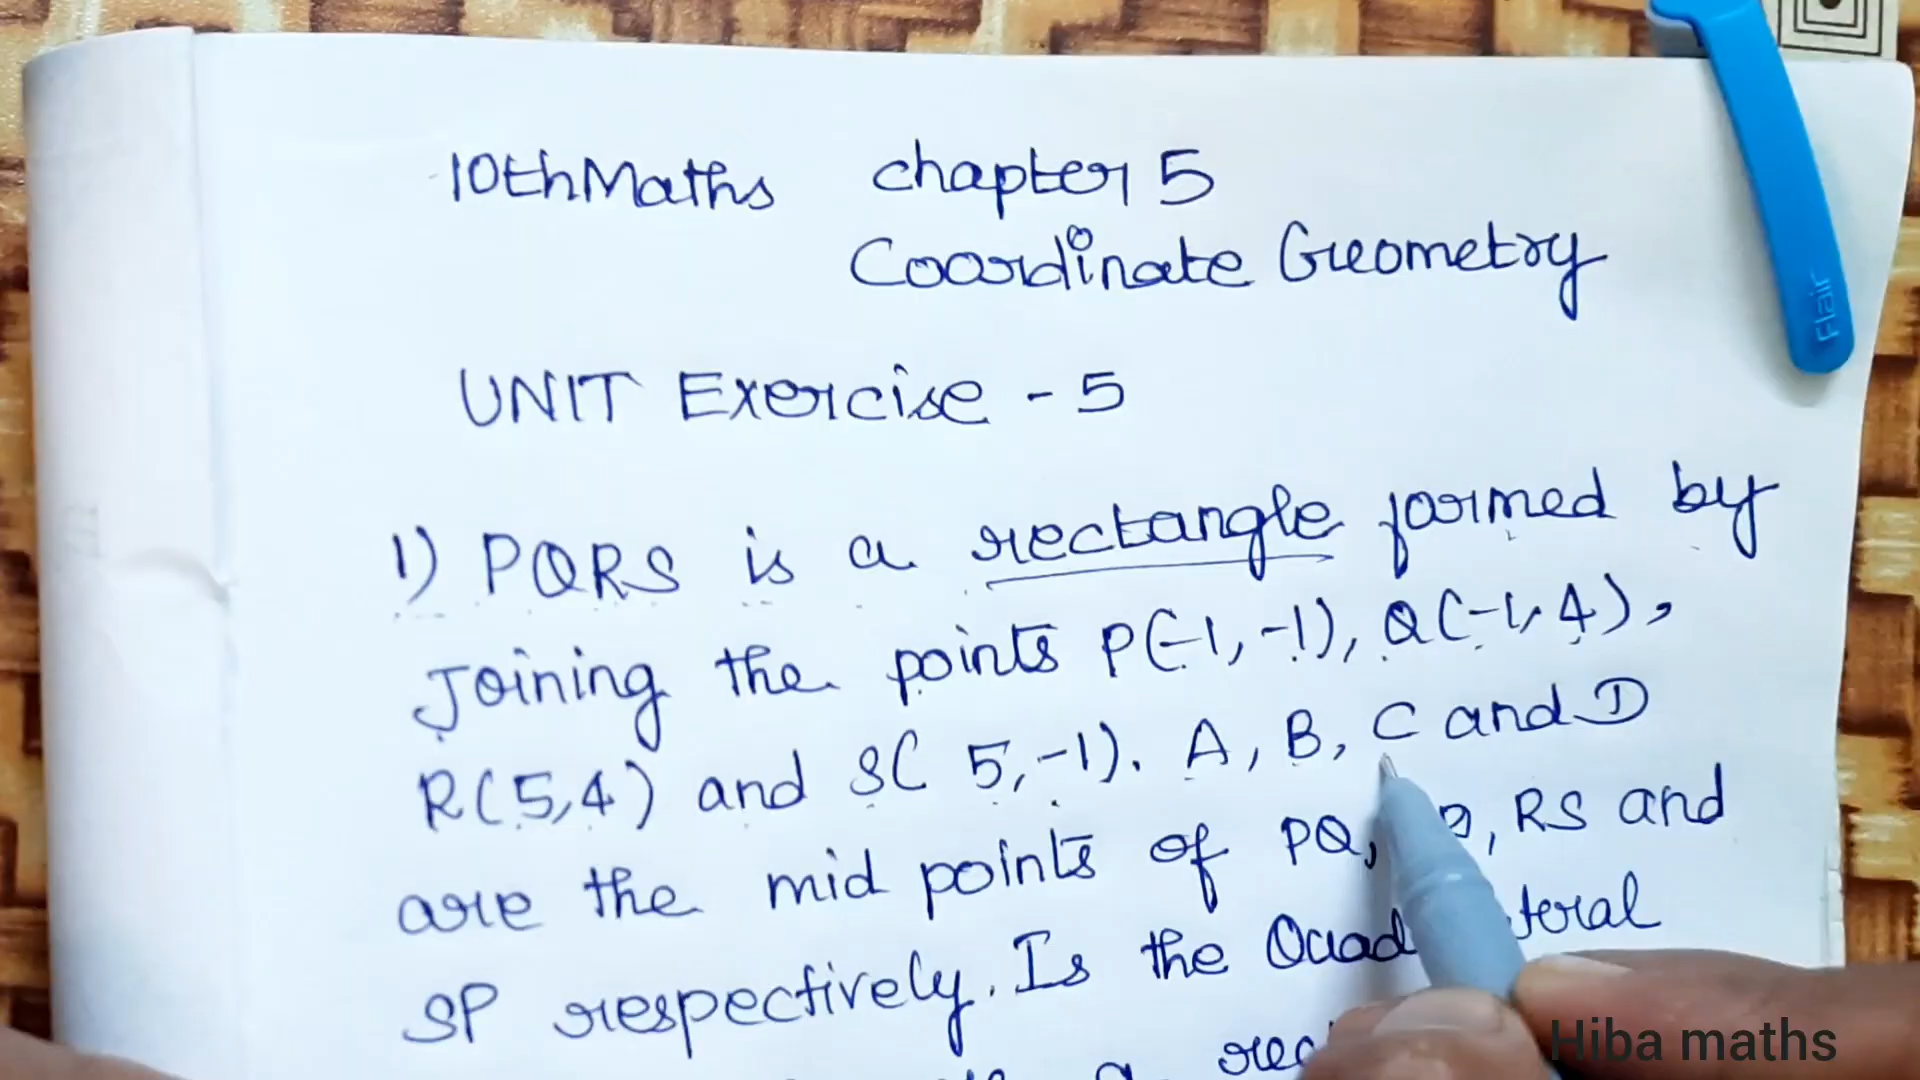 10th Maths chapter 5
Coordinate Geometry
UNIT Exercise - 5
1) PQRS is a rectangle formed by
Joining the points P(-1, -1), Q(-1, 4),
R(5,4) and S( 5, -1). A, B, C and D
are the mid points of PQ, RS and
SP respectively. Is the
a
Flair
Hiba maths